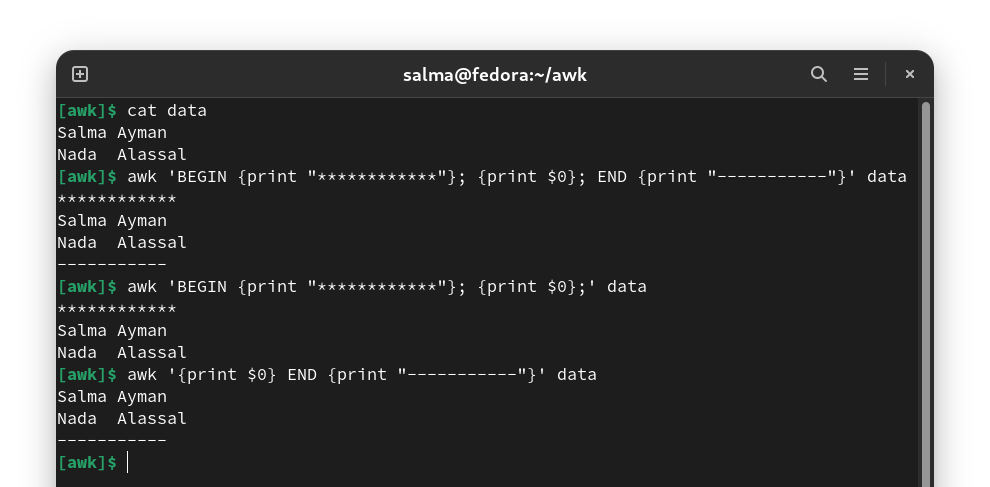 salma@fedora:~/awk
[awk]$ cat data
Salma Ayman
Nada  Alassal
[awk]$ awk 'BEGIN {print "************"}; {print $0}; END {print "-----------"}' data
************
Salma Ayman
Nada  Alassal
-----------
[awk]$ awk 'BEGIN {print "************"}; {print $0};' data
************
Salma Ayman
Nada  Alassal
[awk]$ awk '{print $0} END {print "-----------"}' data
Salma Ayman
Nada  Alassal
-----------
[awk]$